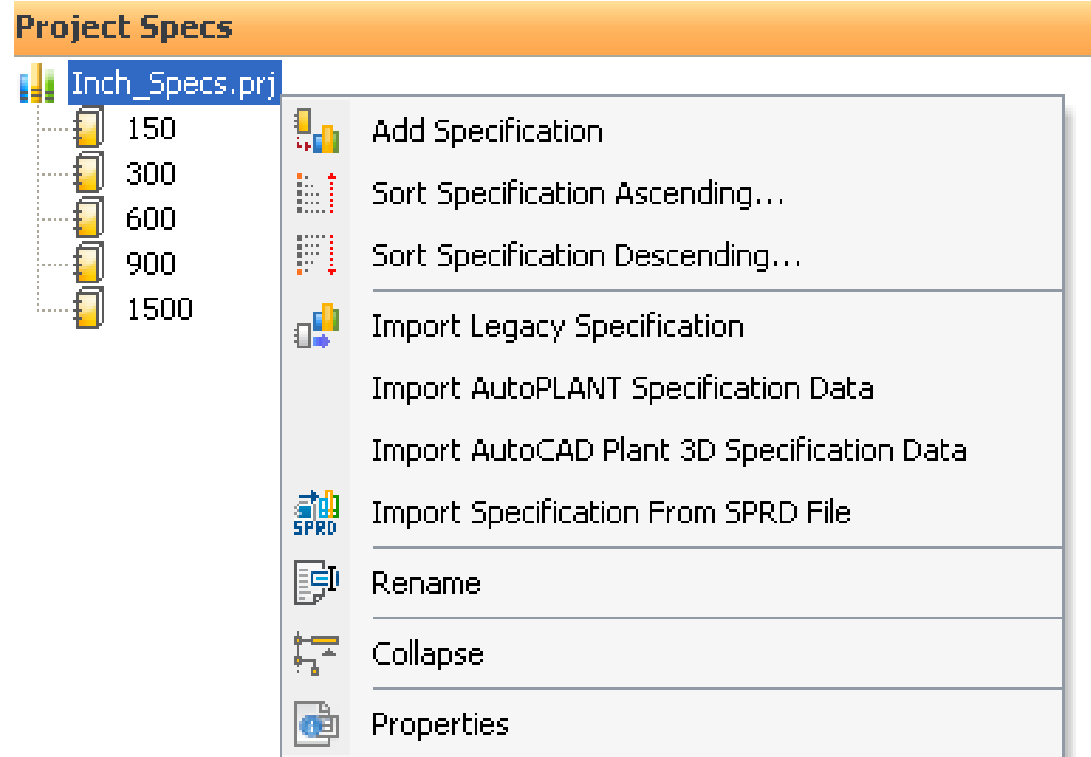 Project Specs
Inch_Specs.prj
150
300
600
900
1500
Add Specification
Sort Specification Ascending...
Sort Specification Descending...
Import Legacy Specification
Import AutoPLANT Specification Data
Import AutoCAD Plant 3D Specification Data
SPRD
Import Specification From SPRD File
Rename
Collapse
Properties